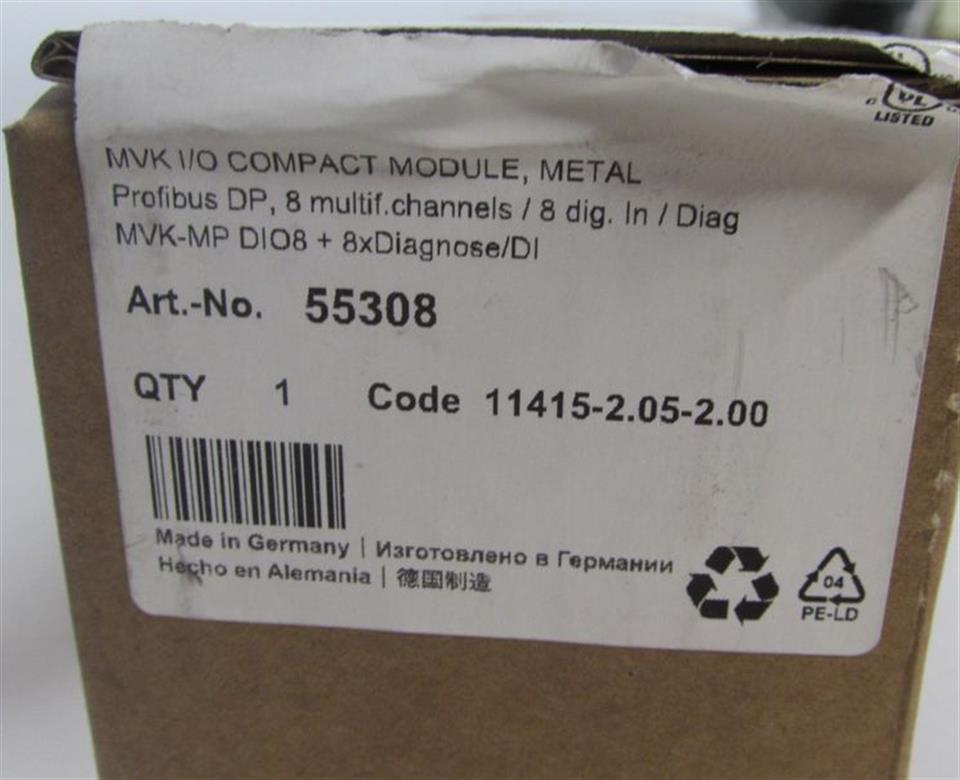 c UL us
LISTED
MVK I/O COMPACT MODULE, METAL
Profibus DP, 8 multif.channels / 8 dig. In / Diag
MVK-MP DIO8 + 8xDiagnose/DI
Art.-No. 55308
QTY 1 Code 11415-2.05-2.00
Made in Germany | Изготовлено в Германии
Hecho en Alemania | 德国制造
04
PE-LD